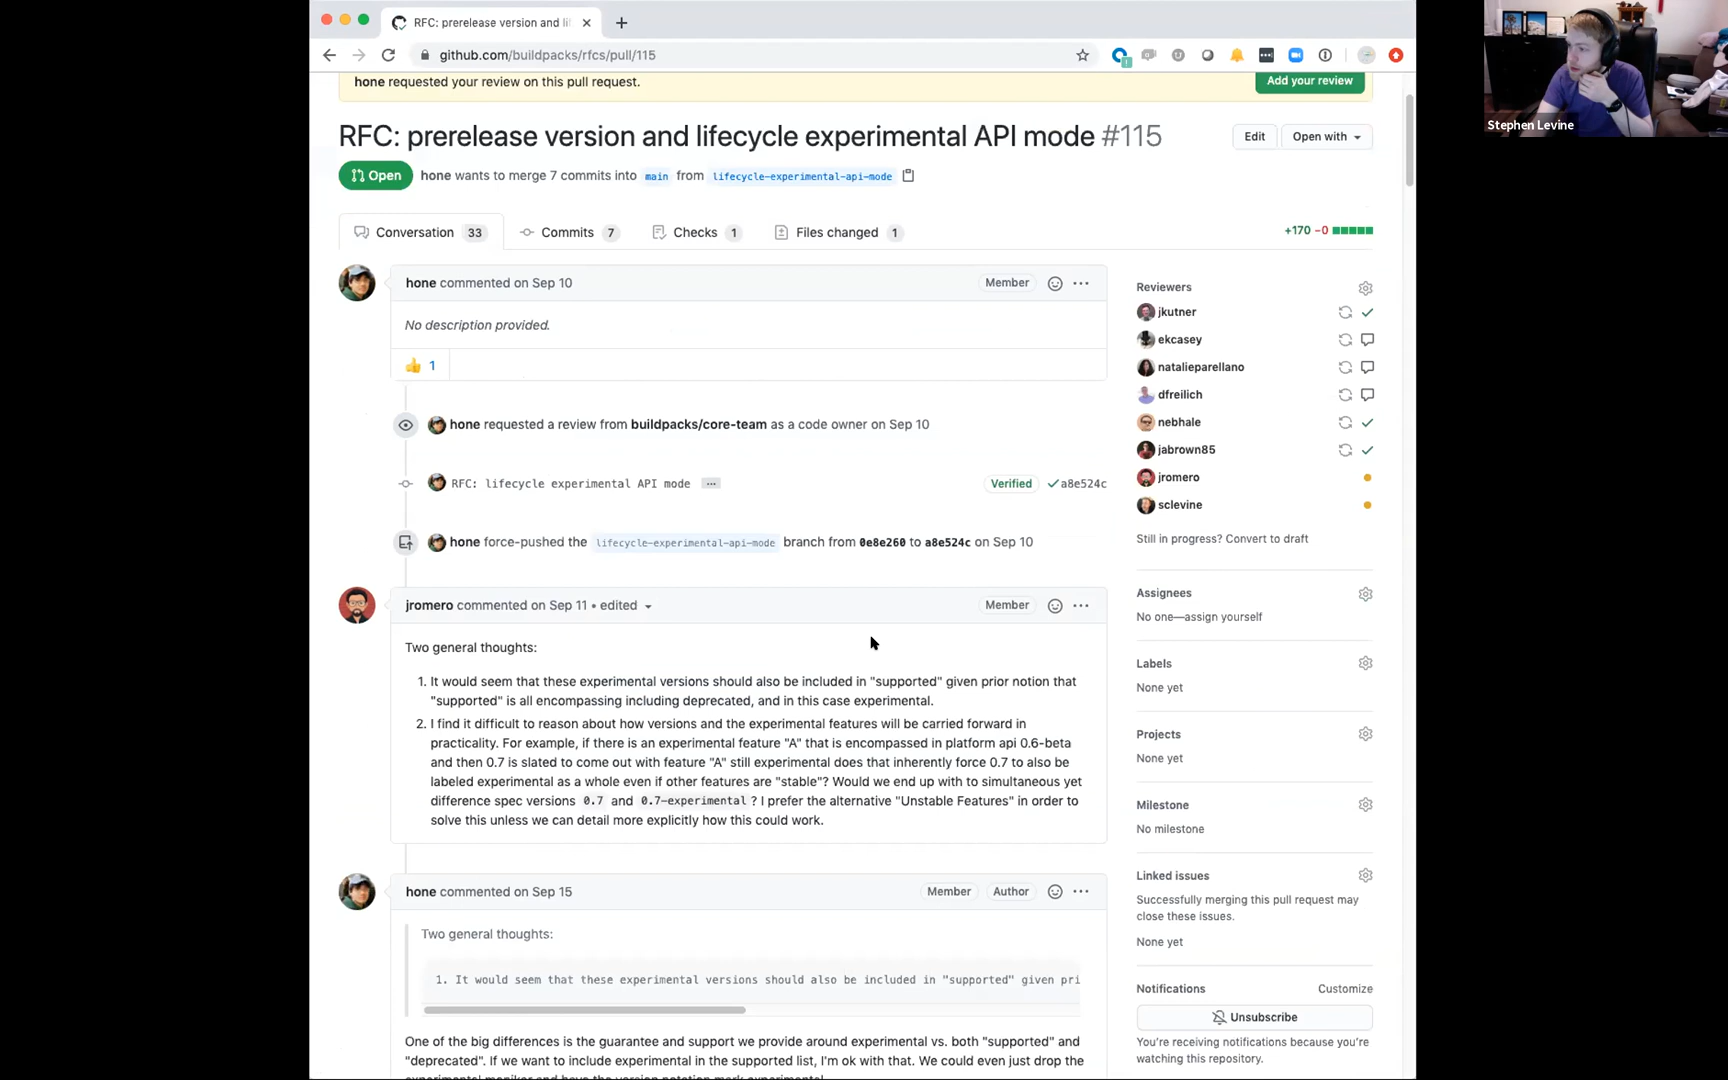 RFC: prerelease version and li
github.com/buildpacks/rfcs/pull/115
Stephen Levine
hone requested your review on this pull request.
Add your review
RFC: prerelease version and lifecycle experimental API mode #115
Edit
Open with
Open
hone wants to merge 7 commits into main from lifecycle-experimental-api-mode
Conversation 33
Commits 7
Checks 1
Files changed 1
+170 −0
hone commented on Sep 10
Member
No description provided.
👍 1
hone requested a review from buildpacks/core-team as a code owner on Sep 10
RFC: lifecycle experimental API mode ...
Verified
a8e524c
hone force-pushed the lifecycle-experimental-api-mode branch from 0e8e260 to a8e524c on Sep 10
jromero commented on Sep 11 • edited
Member
Two general thoughts:
1. It would seem that these experimental versions should also be included in "supported" given prior notion that
"supported" is all encompassing including deprecated, and in this case experimental.
2. I find it difficult to reason about how versions and the experimental features will be carried forward in
practicality. For example, if there is an experimental feature "A" that is encompassed in platform api 0.6-beta
and then 0.7 is slated to come out with feature "A" still experimental does that inherently force 0.7 to also be
labeled experimental as a whole even if other features are "stable"? Would we end up with to simultaneous yet
difference spec versions 0.7 and 0.7-experimental ? I prefer the alternative "Unstable Features" in order to
solve this unless we can detail more explicitly how this could work.
hone commented on Sep 15
Member
Author
Two general thoughts:
1. It would seem that these experimental versions should also be included in "supported" given pri
One of the big differences is the guarantee and support we provide around experimental vs. both "supported" and
"deprecated". If we want to include experimental in the supported list, I'm ok with that. We could even just drop the
Reviewers
jkutner
ekcasey
natalieparellano
dfreilich
nebhale
jabrown85
jromero
sclevine
Still in progress? Convert to draft
Assignees
No one—assign yourself
Labels
None yet
Projects
None yet
Milestone
No milestone
Linked issues
Successfully merging this pull request may
close these issues.
None yet
Notifications
Customize
Unsubscribe
You're receiving notifications because you're
watching this repository.